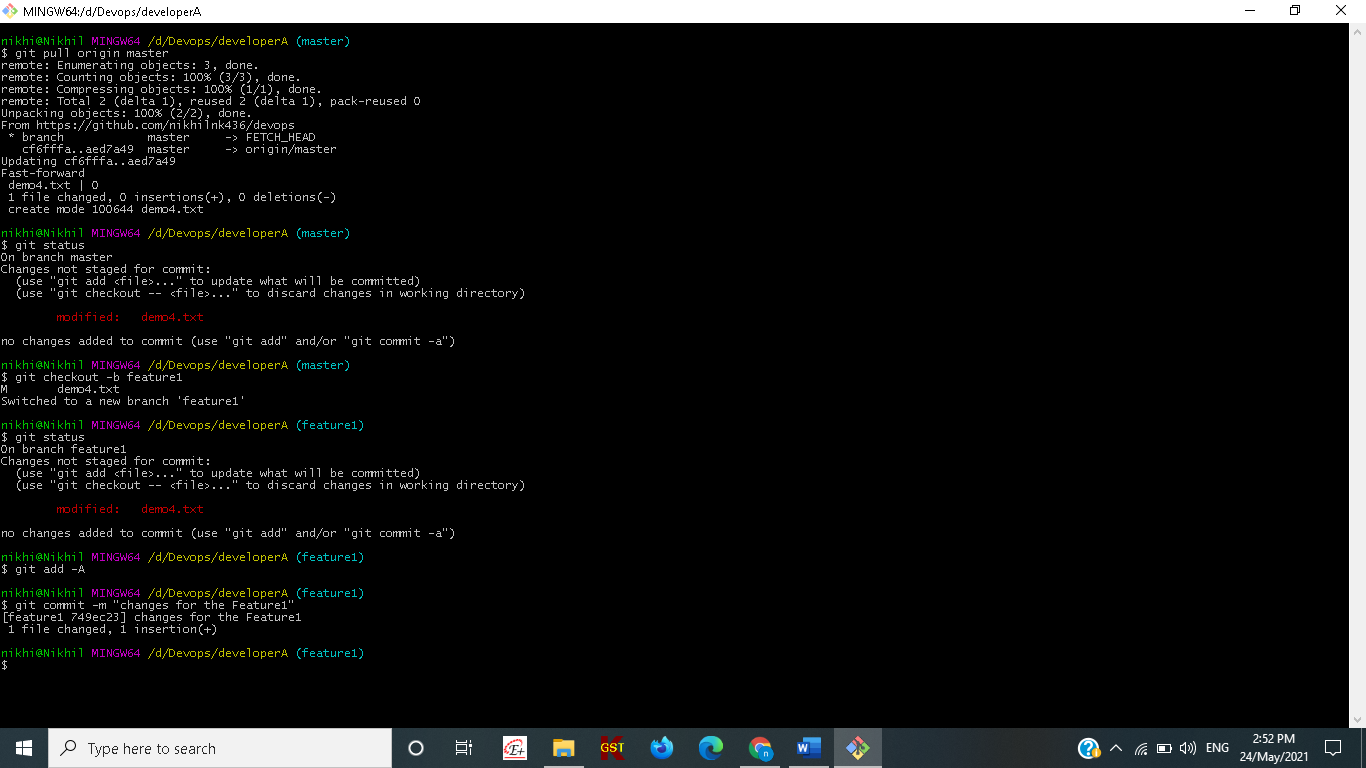 MINGW64:/d/Devops/developerA
nikhi@Nikhil MINGW64 /d/Devops/developerA (master)
$ git pull origin master
remote: Enumerating objects: 3, done.
remote: Counting objects: 100% (3/3), done.
remote: Compressing objects: 100% (1/1), done.
remote: Total 2 (delta 1), reused 2 (delta 1), pack-reused 0
Unpacking objects: 100% (2/2), done.
From https://github.com/nikhilnk436/devops
 * branch            master     -> FETCH_HEAD
   cf6fffa..aed7a49  master     -> origin/master
Updating cf6fffa..aed7a49
Fast-forward
 demo4.txt | 0
 1 file changed, 0 insertions(+), 0 deletions(-)
 create mode 100644 demo4.txt
nikhi@Nikhil MINGW64 /d/Devops/developerA (master)
$ git status
On branch master
Changes not staged for commit:
  (use "git add <file>..." to update what will be committed)
  (use "git checkout -- <file>..." to discard changes in working directory)
        modified:   demo4.txt
no changes added to commit (use "git add" and/or "git commit -a")
nikhi@Nikhil MINGW64 /d/Devops/developerA (master)
$ git checkout -b feature1
M       demo4.txt
Switched to a new branch 'feature1'
nikhi@Nikhil MINGW64 /d/Devops/developerA (feature1)
$ git status
On branch feature1
Changes not staged for commit:
  (use "git add <file>..." to update what will be committed)
  (use "git checkout -- <file>..." to discard changes in working directory)
        modified:   demo4.txt
no changes added to commit (use "git add" and/or "git commit -a")
nikhi@Nikhil MINGW64 /d/Devops/developerA (feature1)
$ git add -A
nikhi@Nikhil MINGW64 /d/Devops/developerA (feature1)
$ git commit -m "changes for the Feature1"
[feature1 749ec23] changes for the Feature1
 1 file changed, 1 insertion(+)
nikhi@Nikhil MINGW64 /d/Devops/developerA (feature1)
$
Type here to search
E+
GST
n
W
ENG
2:52 PM
24/May/2021